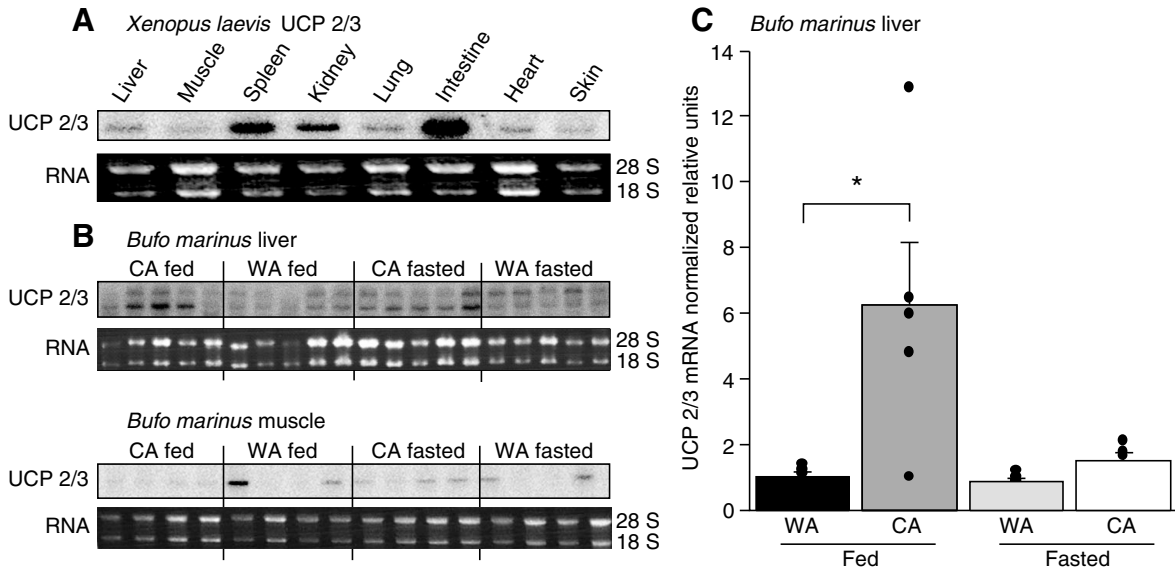 A Xenopus laevis UCP 2/3
Liver Muscle Spleen Kidney Lung Intestine Heart Skin
UCP 2/3
RNA
28 S
18 S
B Bufo marinus liver
CA fed WA fed CA fasted WA fasted
UCP 2/3
RNA
28 S
18 S
Bufo marinus muscle
CA fed WA fed CA fasted WA fasted
UCP 2/3
RNA
28 S
18 S
C Bufo marinus liver
UCP 2/3 mRNA normalized relative units
14
12
10
8
6
4
2
0
*
WA CA WA CA
Fed Fasted